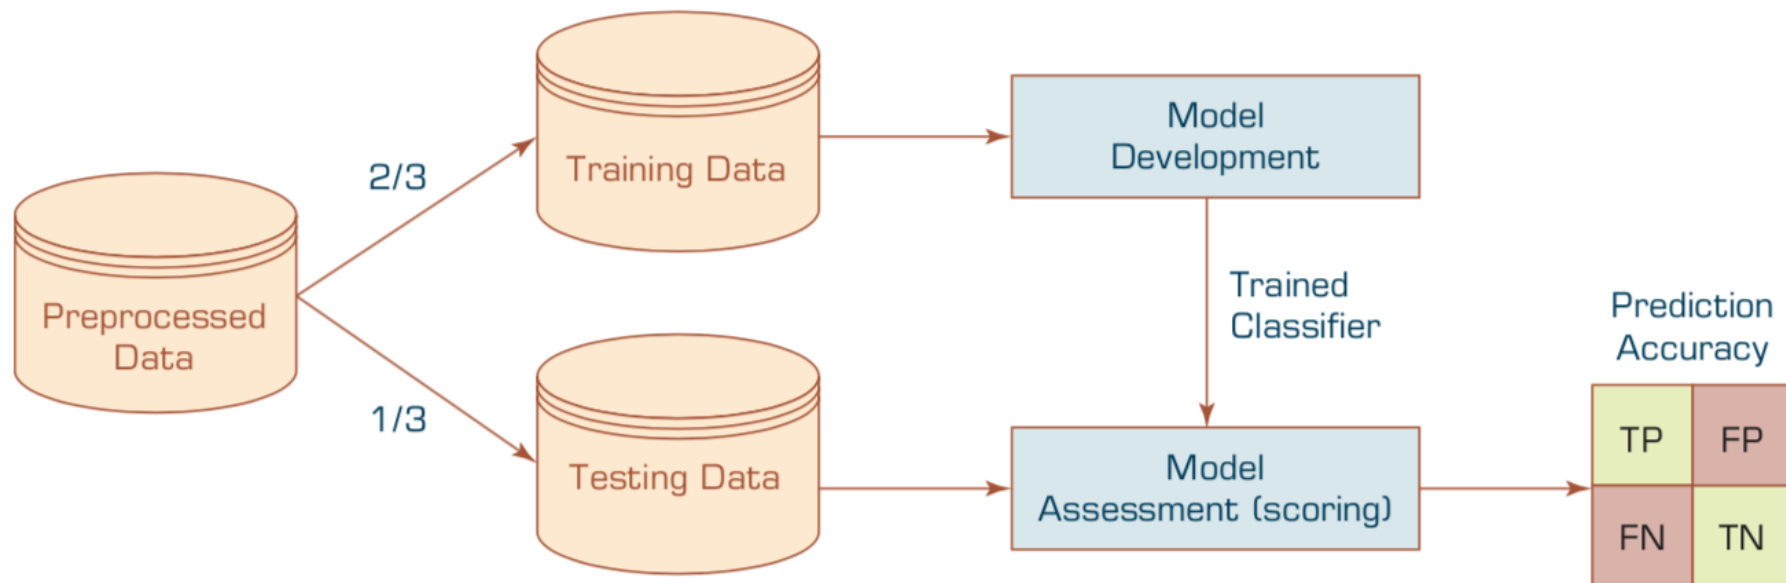 Preprocessed
Data
2/3
1/3
Training Data
Testing Data
Model
Development
Trained
Classifier
Model
Assessment (scoring)
Prediction
Accuracy
TP FP
FN TN